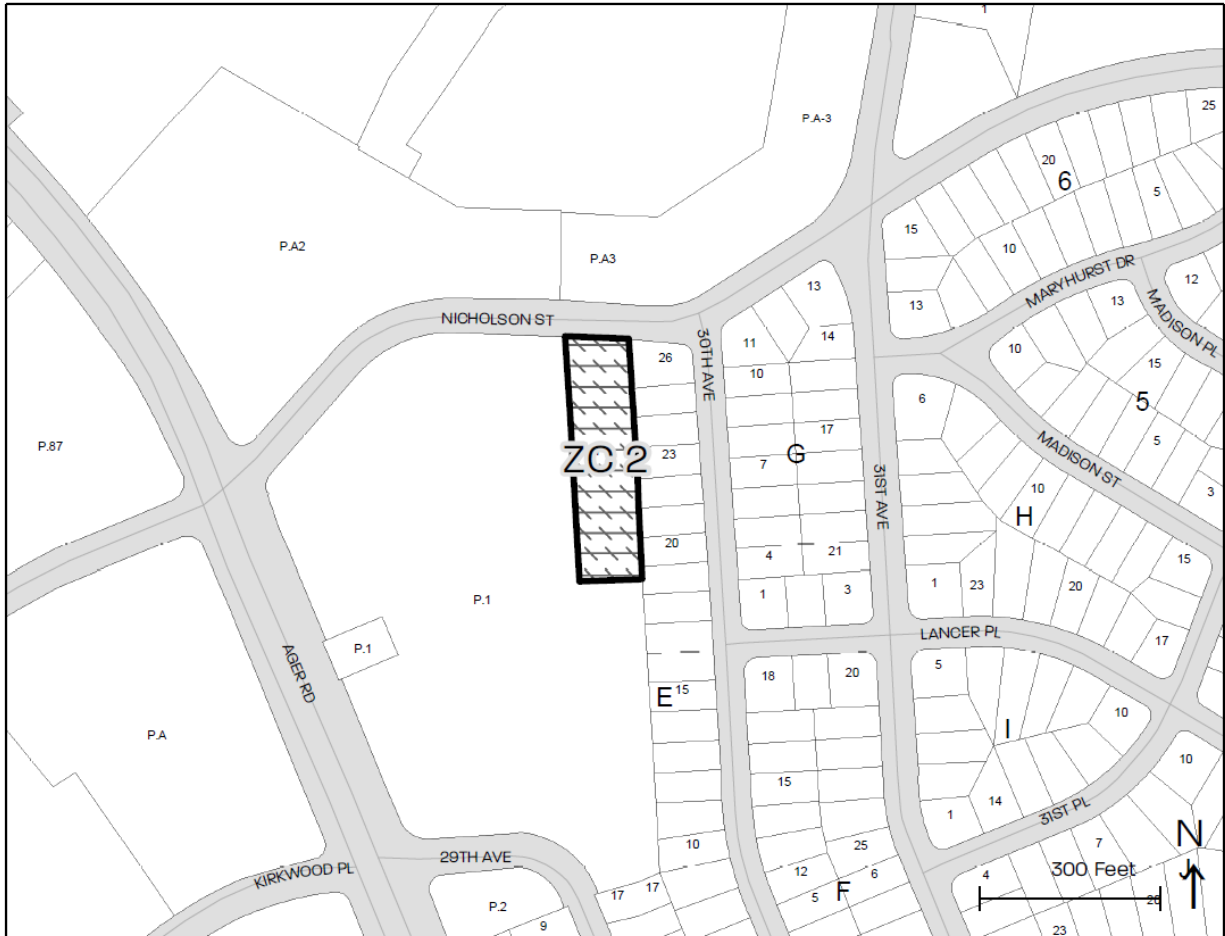 1
25
P.A-3
20
6
5
15
10
P.A2
P.A3
MARYHURST DR
12
13
13
13
MADISON PL
NICHOLSON ST
11
14
10
15
26
30TH AVE
10
5
6
17
P.87
ZC 2
23
7
G
MADISON ST
5
3
31ST AVE
10
H
20
4
21
15
1
3
1
23
20
P.1
LANCER PL
17
P.1
5
18
20
AGER RD
E
15
10
I
P.A
10
15
14
1
31ST PL
N
10
25
7
29TH AVE
300 Feet
J
KIRKWOOD PL
12
6
4
17
17
5
F
P.2
9
23